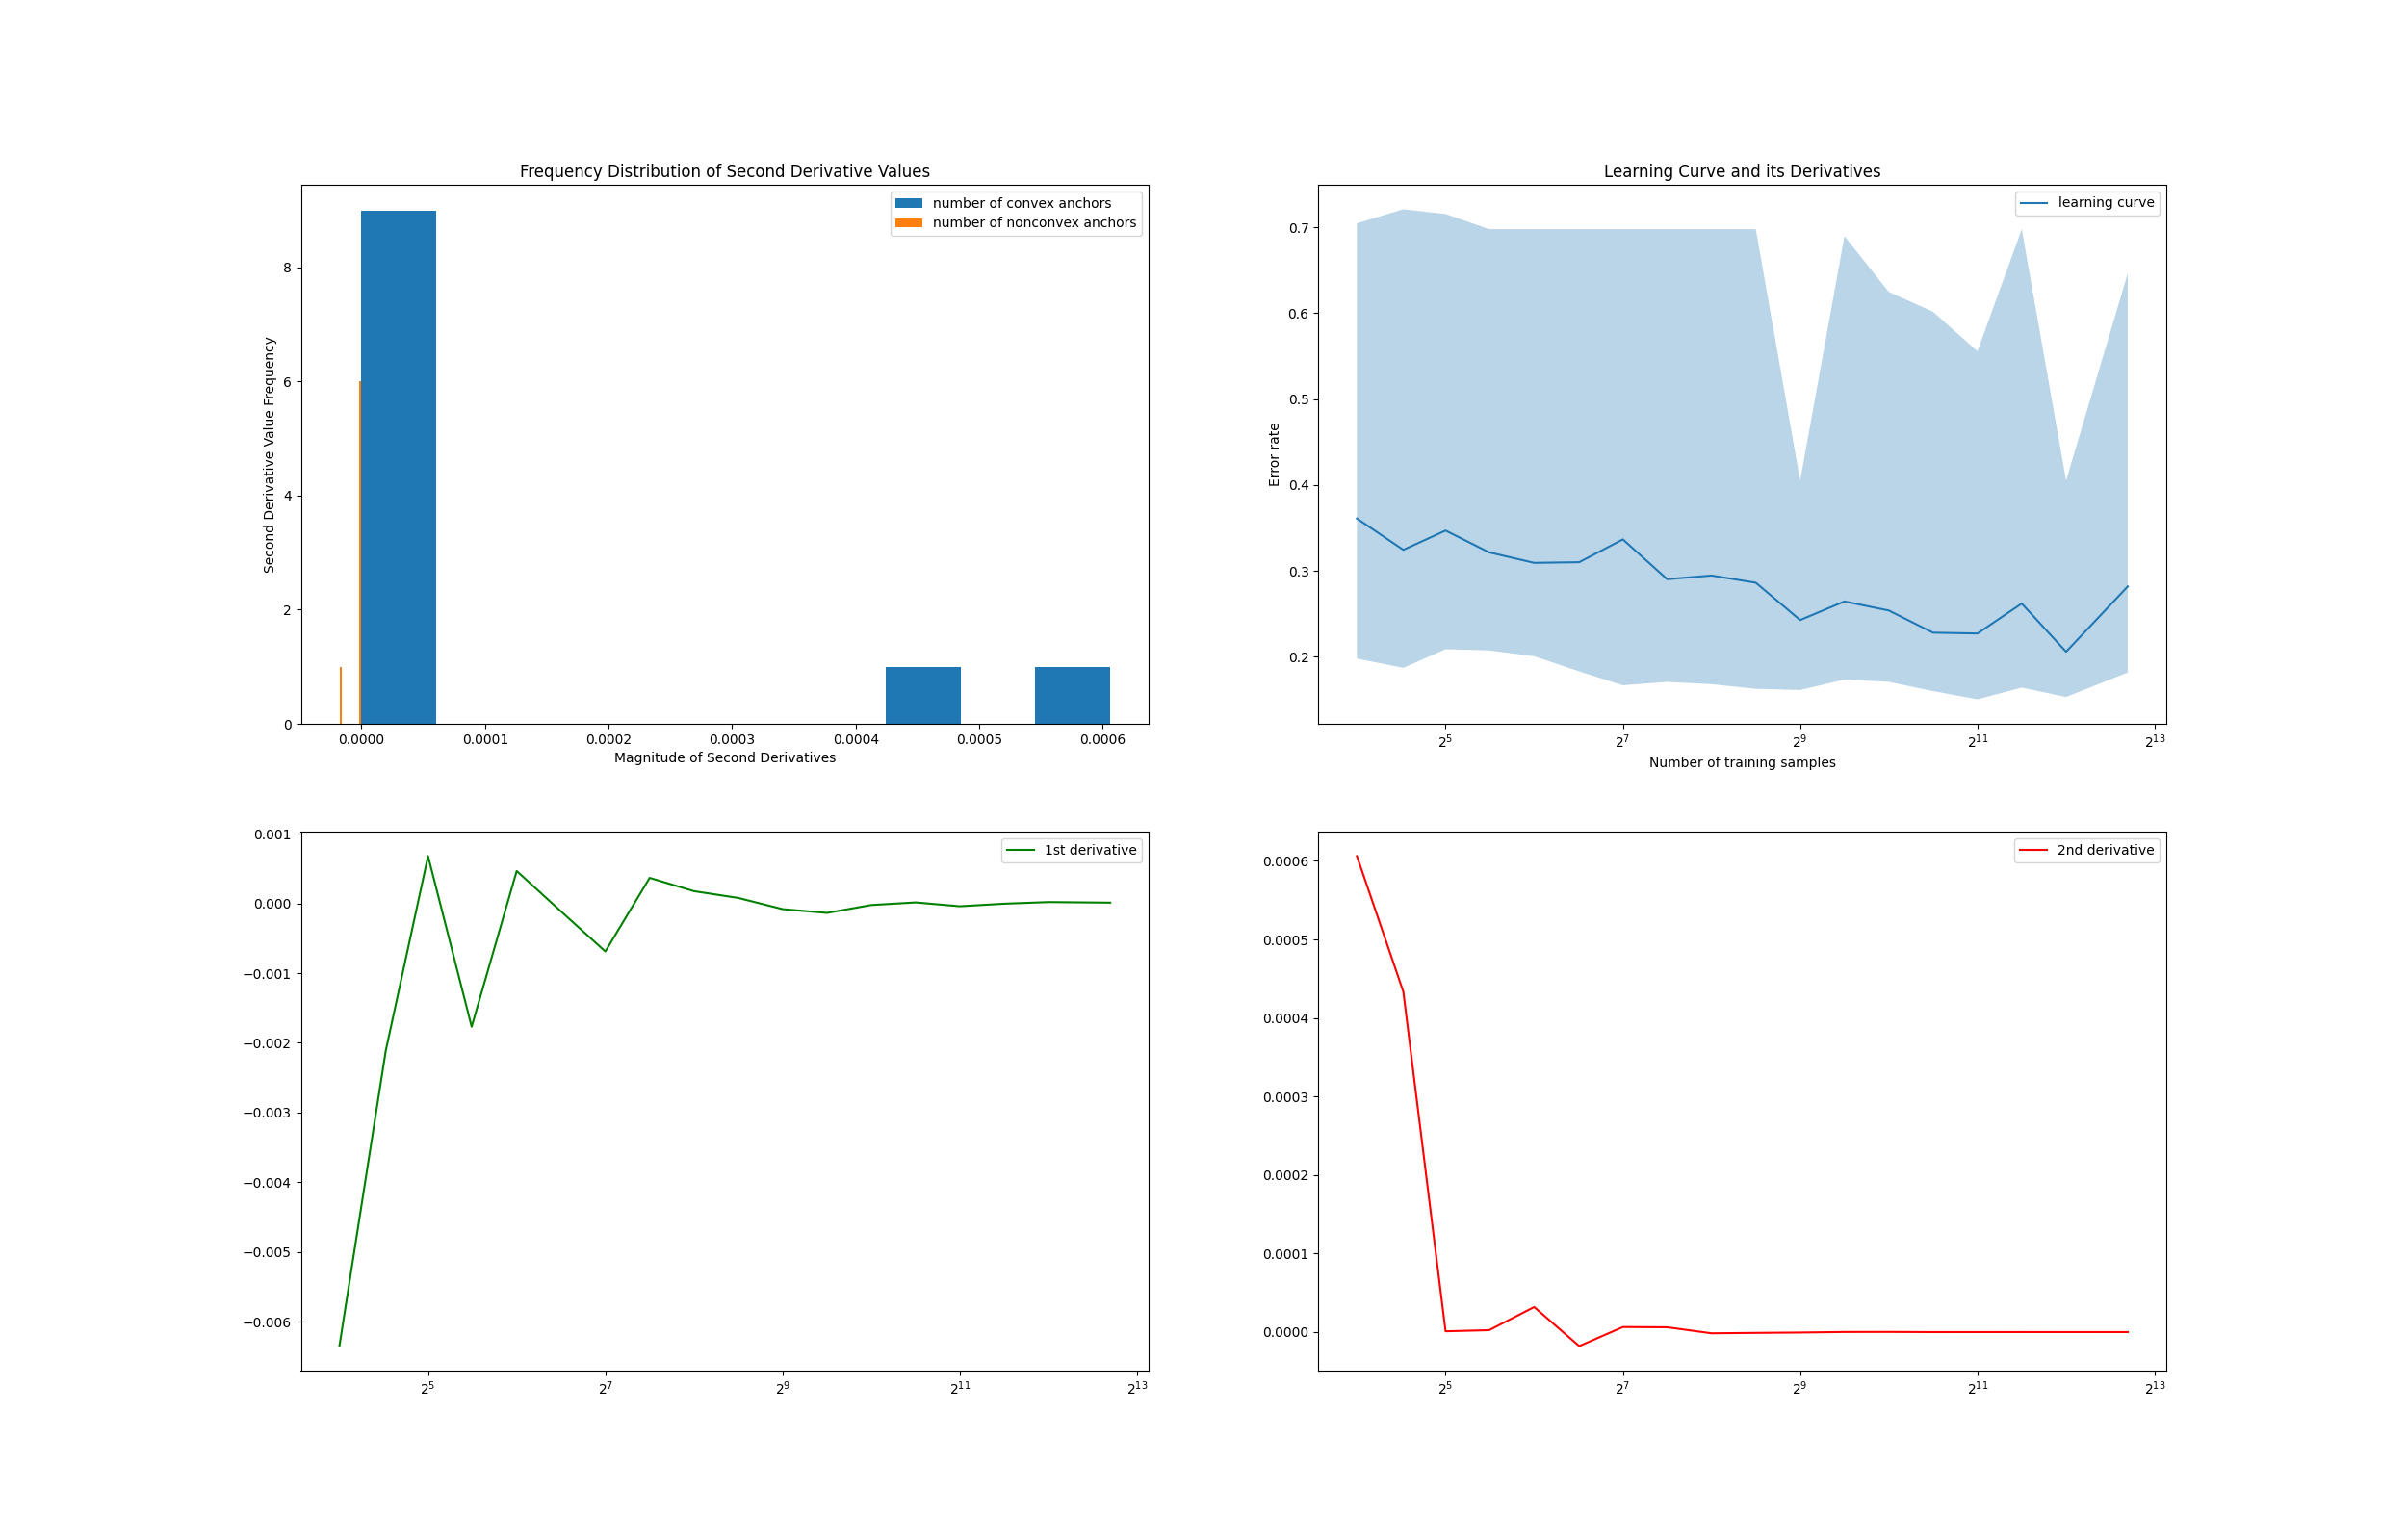 Frequency Distribution of Second Derivative Values
number of convex anchors
number of nonconvex anchors
Second Derivative Value Frequency
8
6
4
2
0
0.0000 0.0001 0.0002 0.0003 0.0004 0.0005 0.0006
Magnitude of Second Derivatives
Learning Curve and its Derivatives
learning curve
Error rate
0.7
0.6
0.5
0.4
0.3
0.2
2^5 2^7 2^9 2^11 2^13
Number of training samples
1st derivative
0.001
0.000
−0.001
−0.002
−0.003
−0.004
−0.005
−0.006
2^5 2^7 2^9 2^11 2^13
2nd derivative
0.0006
0.0005
0.0004
0.0003
0.0002
0.0001
0.0000
2^5 2^7 2^9 2^11 2^13